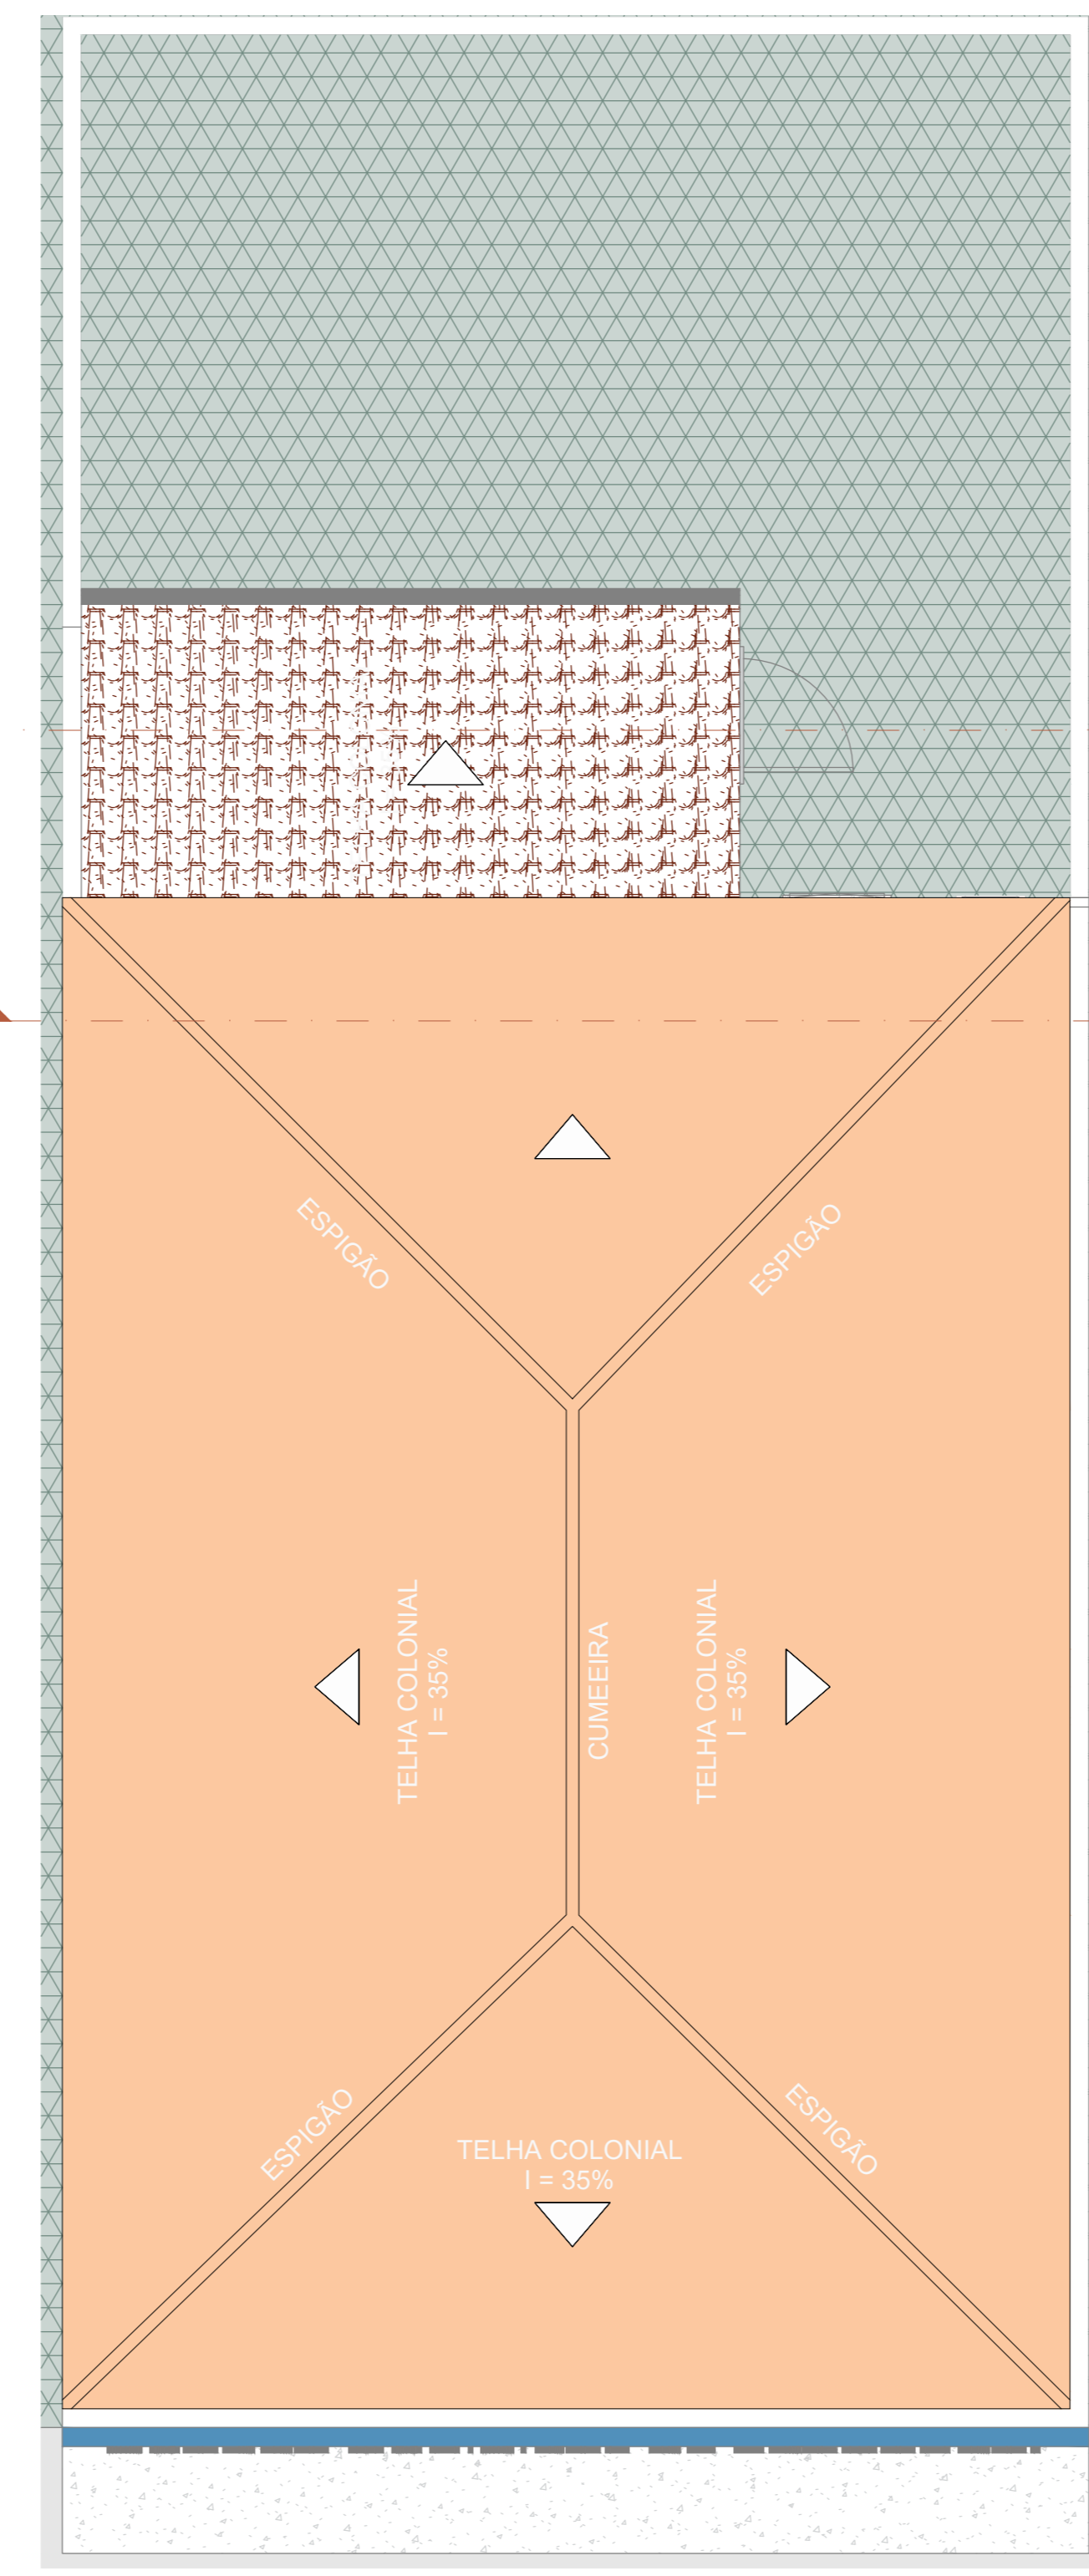 ESPIGÃO
ESPIGÃO
TELHA COLONIAL
I = 35%
CUMEEIRA
TELHA COLONIAL
I = 35%
ESPIGÃO
ESPIGÃO
TELHA COLONIAL
I = 35%